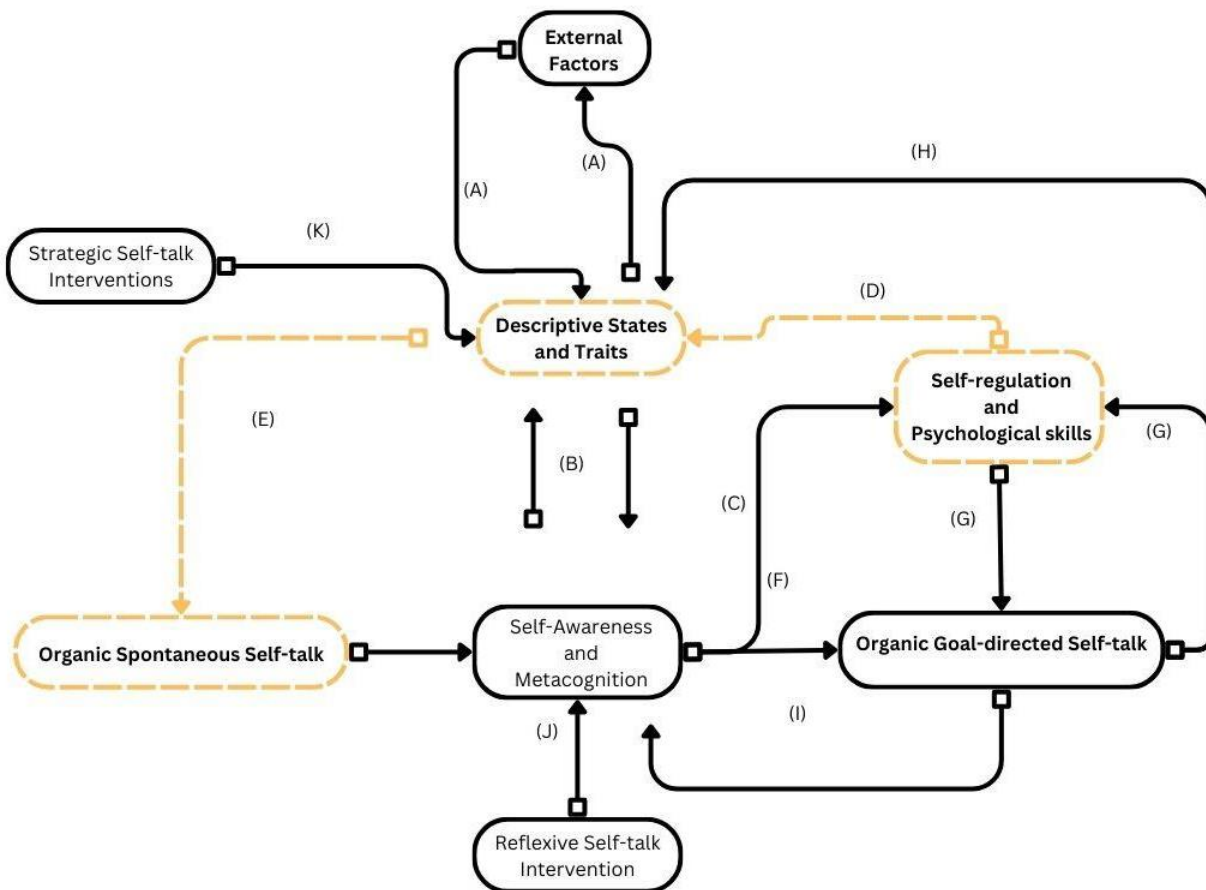 External
Factors
(H)
(A)
(A)
(K)
Strategic Self-talk
Interventions
(D)
Descriptive States
and Traits
Self-regulation
and
Psychological skills
(E)
(G)
(B)
(C)
(G)
(F)
Self-Awareness
and
Metacognition
Organic Spontaneous Self-talk
Organic Goal-directed Self-talk
(I)
(J)
Reflexive Self-talk
Intervention